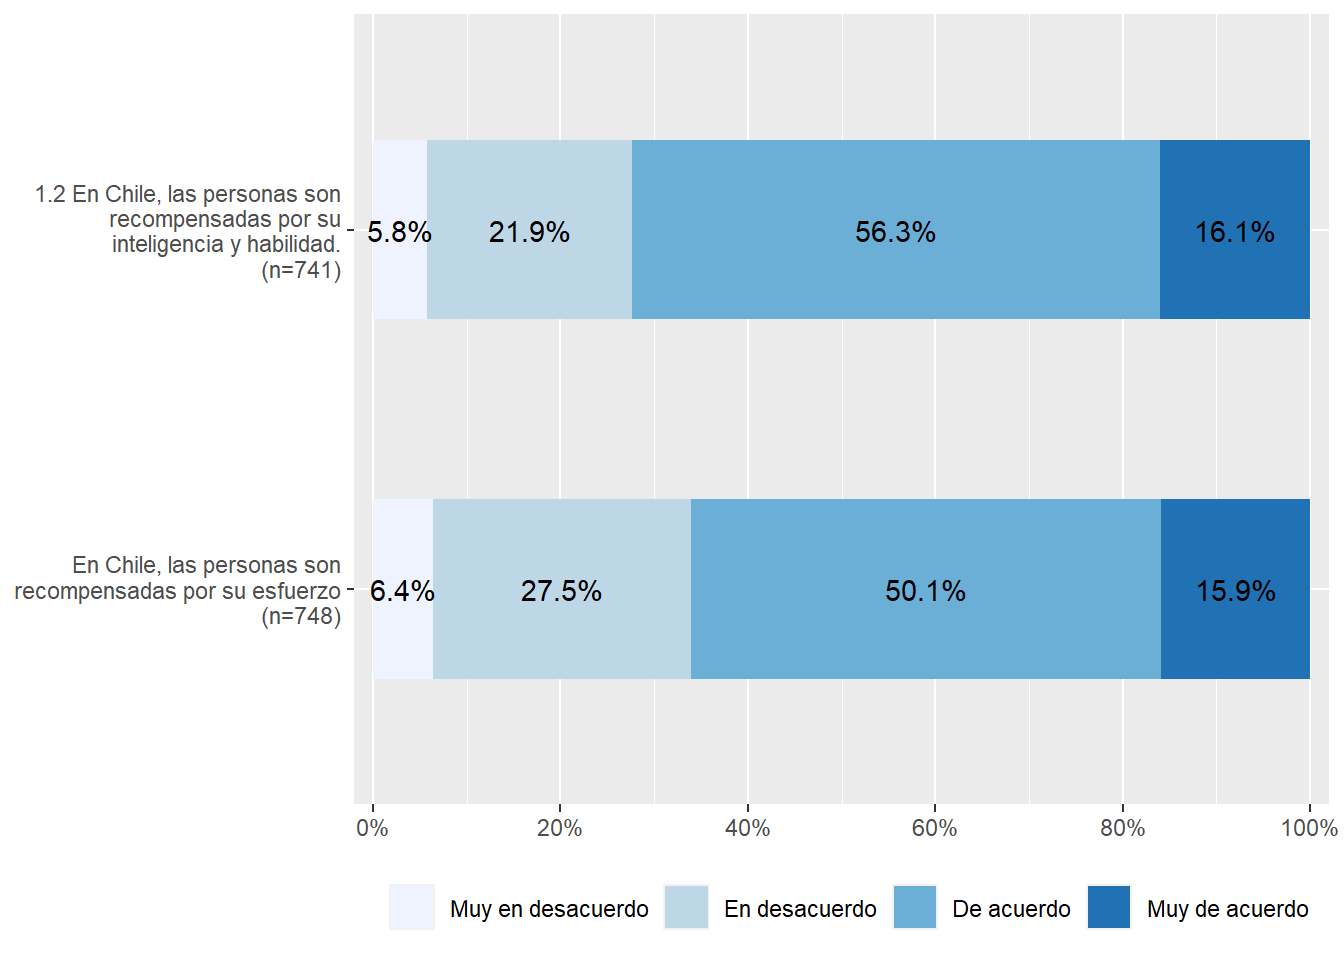 1.2 En Chile, las personas son
recompensadas por su
inteligencia y habilidad.
(n=741)
5.8%
21.9%
56.3%
16.1%
En Chile, las personas son
recompensadas por su esfuerzo
(n=748)
6.4%
27.5%
50.1%
15.9%
0%
20%
40%
60%
80%
100%
Muy en desacuerdo
En desacuerdo
De acuerdo
Muy de acuerdo